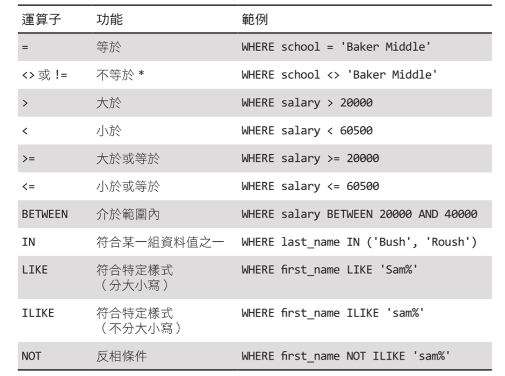 運算子 功能 範例
= 等於 WHERE school = 'Baker Middle'
<> 或 != 不等於 * WHERE school <> 'Baker Middle'
> 大於 WHERE salary > 20000
< 小於 WHERE salary < 60500
>= 大於或等於 WHERE salary >= 20000
<= 小於或等於 WHERE salary <= 60500
BETWEEN 介於範圍內 WHERE salary BETWEEN 20000 AND 40000
IN 符合某一組資料值之一 WHERE last_name IN ('Bush', 'Roush')
LIKE 符合特定樣式 WHERE first_name LIKE 'Sam%'
（分大小寫）
ILIKE 符合特定樣式 WHERE first_name ILIKE 'sam%'
（不分大小寫）
NOT 反相條件 WHERE first_name NOT ILIKE 'sam%'